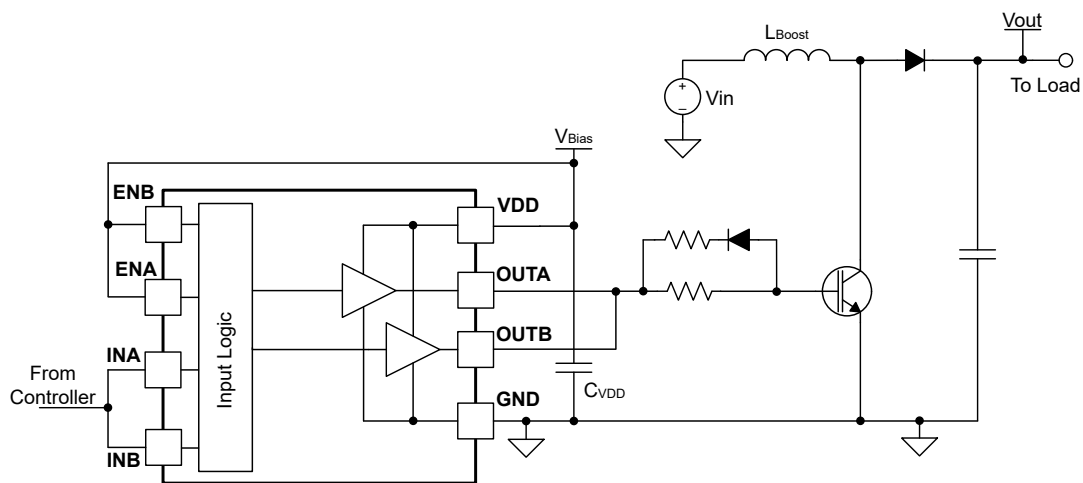 Vout
LBoost
To Load
+
Vin
–
VBias
ENB
VDD
ENA
OUTA
INA
OUTB
Input Logic
From
Controller
CVDD
GND
INB